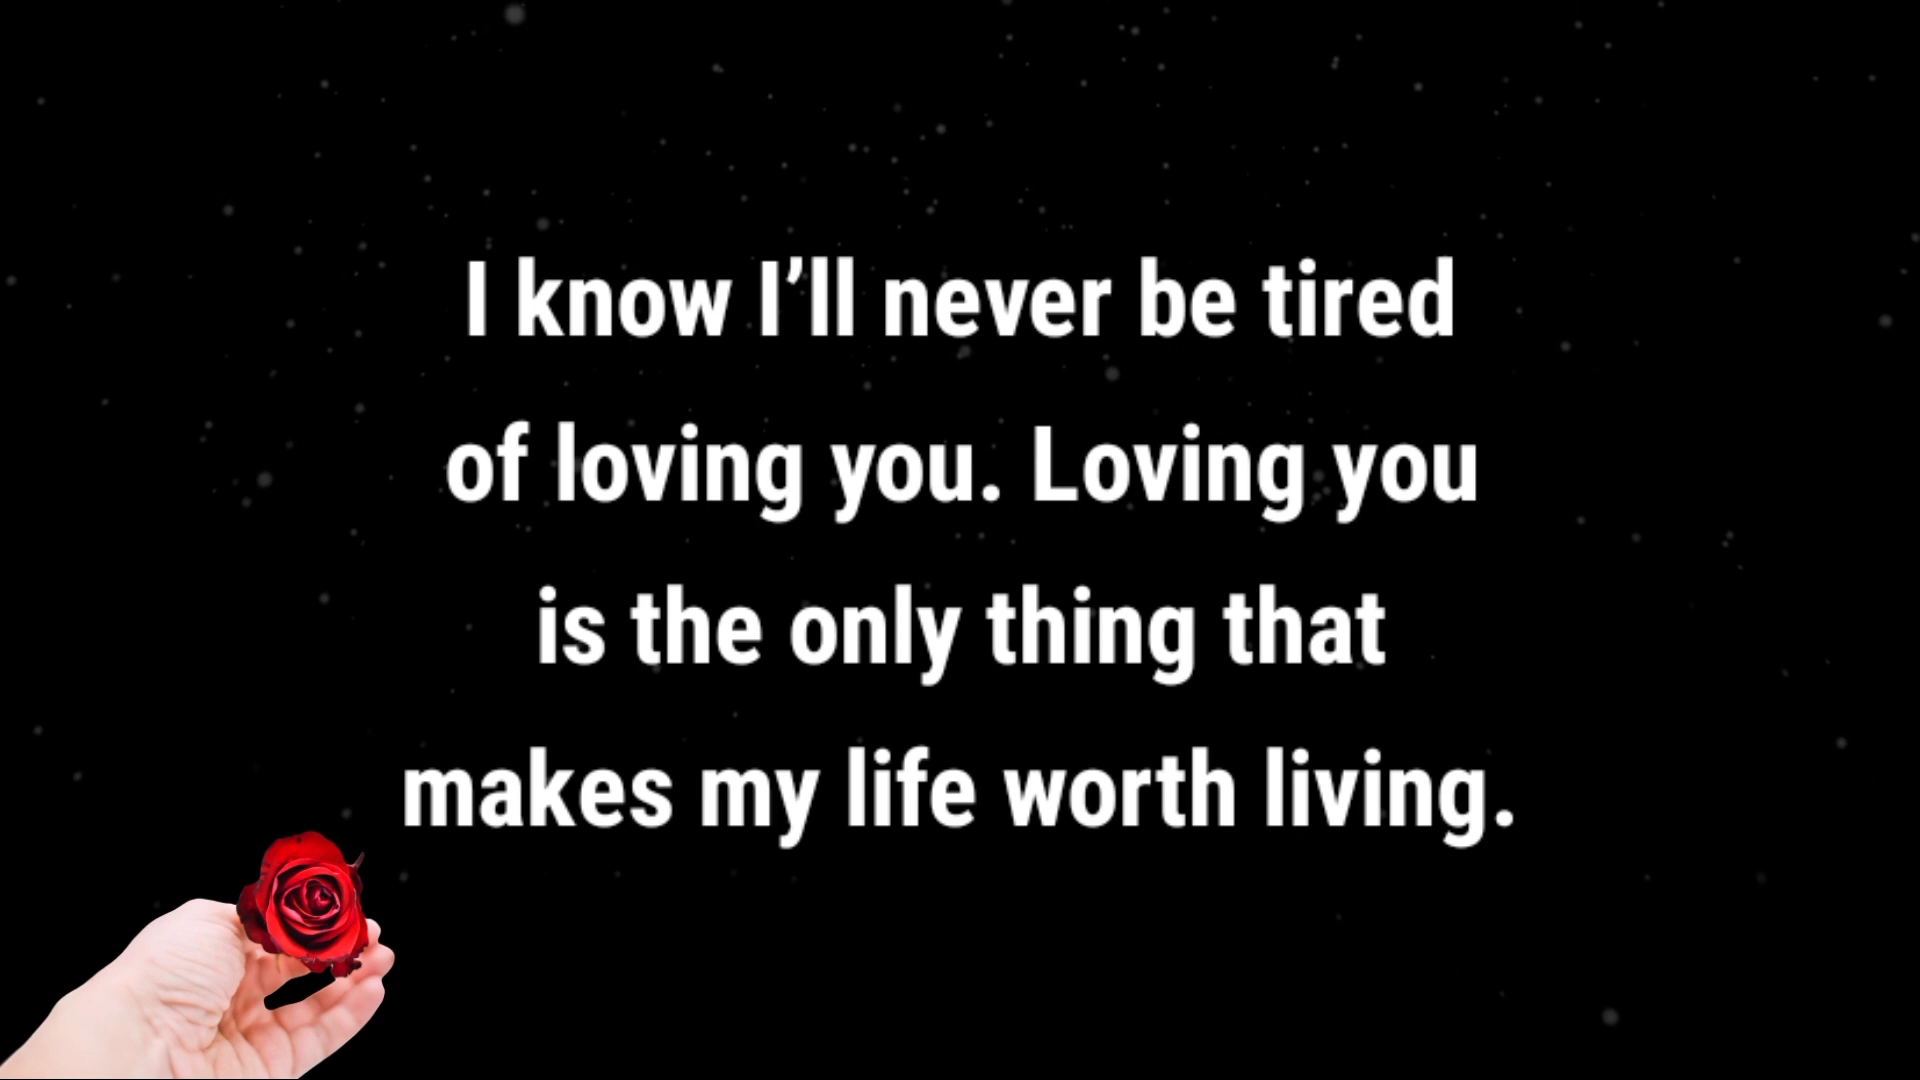 I know I’ll never be tired
of loving you. Loving you
is the only thing that
makes my life worth living.